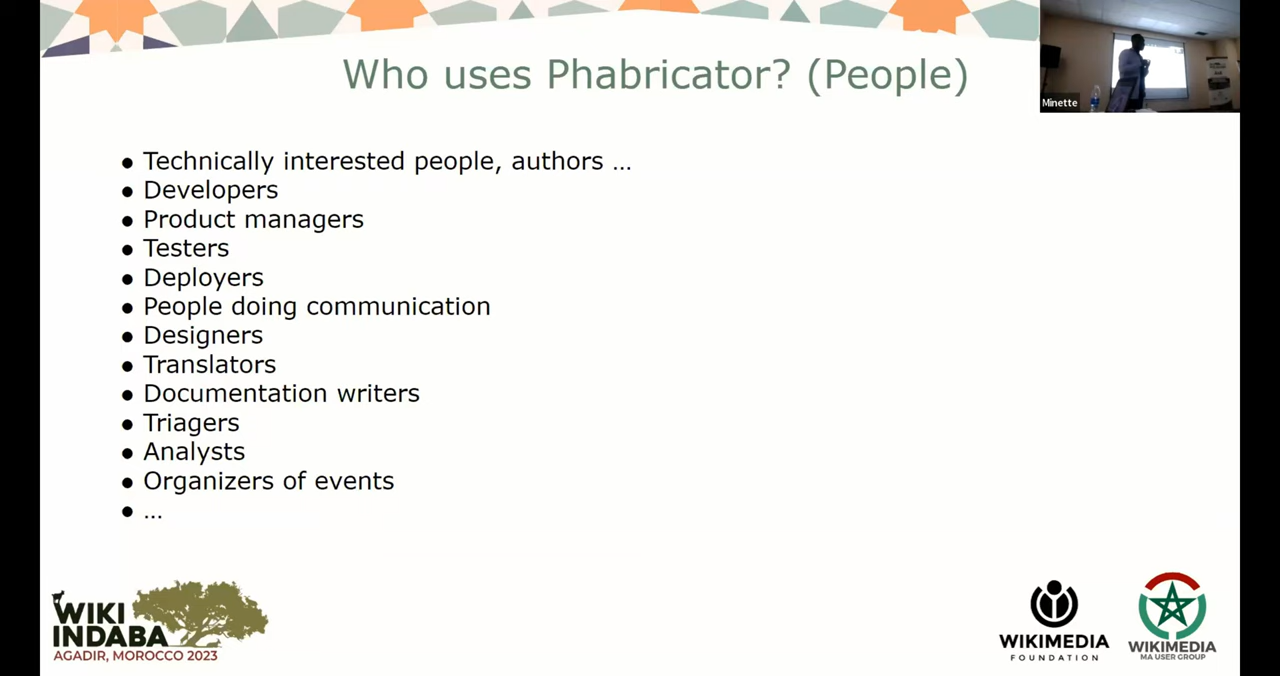 Who uses Phabricator? (People)
Minette
● Technically interested people, authors ...
● Developers
● Product managers
● Testers
● Deployers
● People doing communication
● Designers
● Translators
● Documentation writers
● Triagers
● Analysts
● Organizers of events
● ...
WIKI
INDABA
AGADIR, MOROCCO 2023
WIKIMEDIA
FOUNDATION
WIKIMEDIA
MA USER GROUP